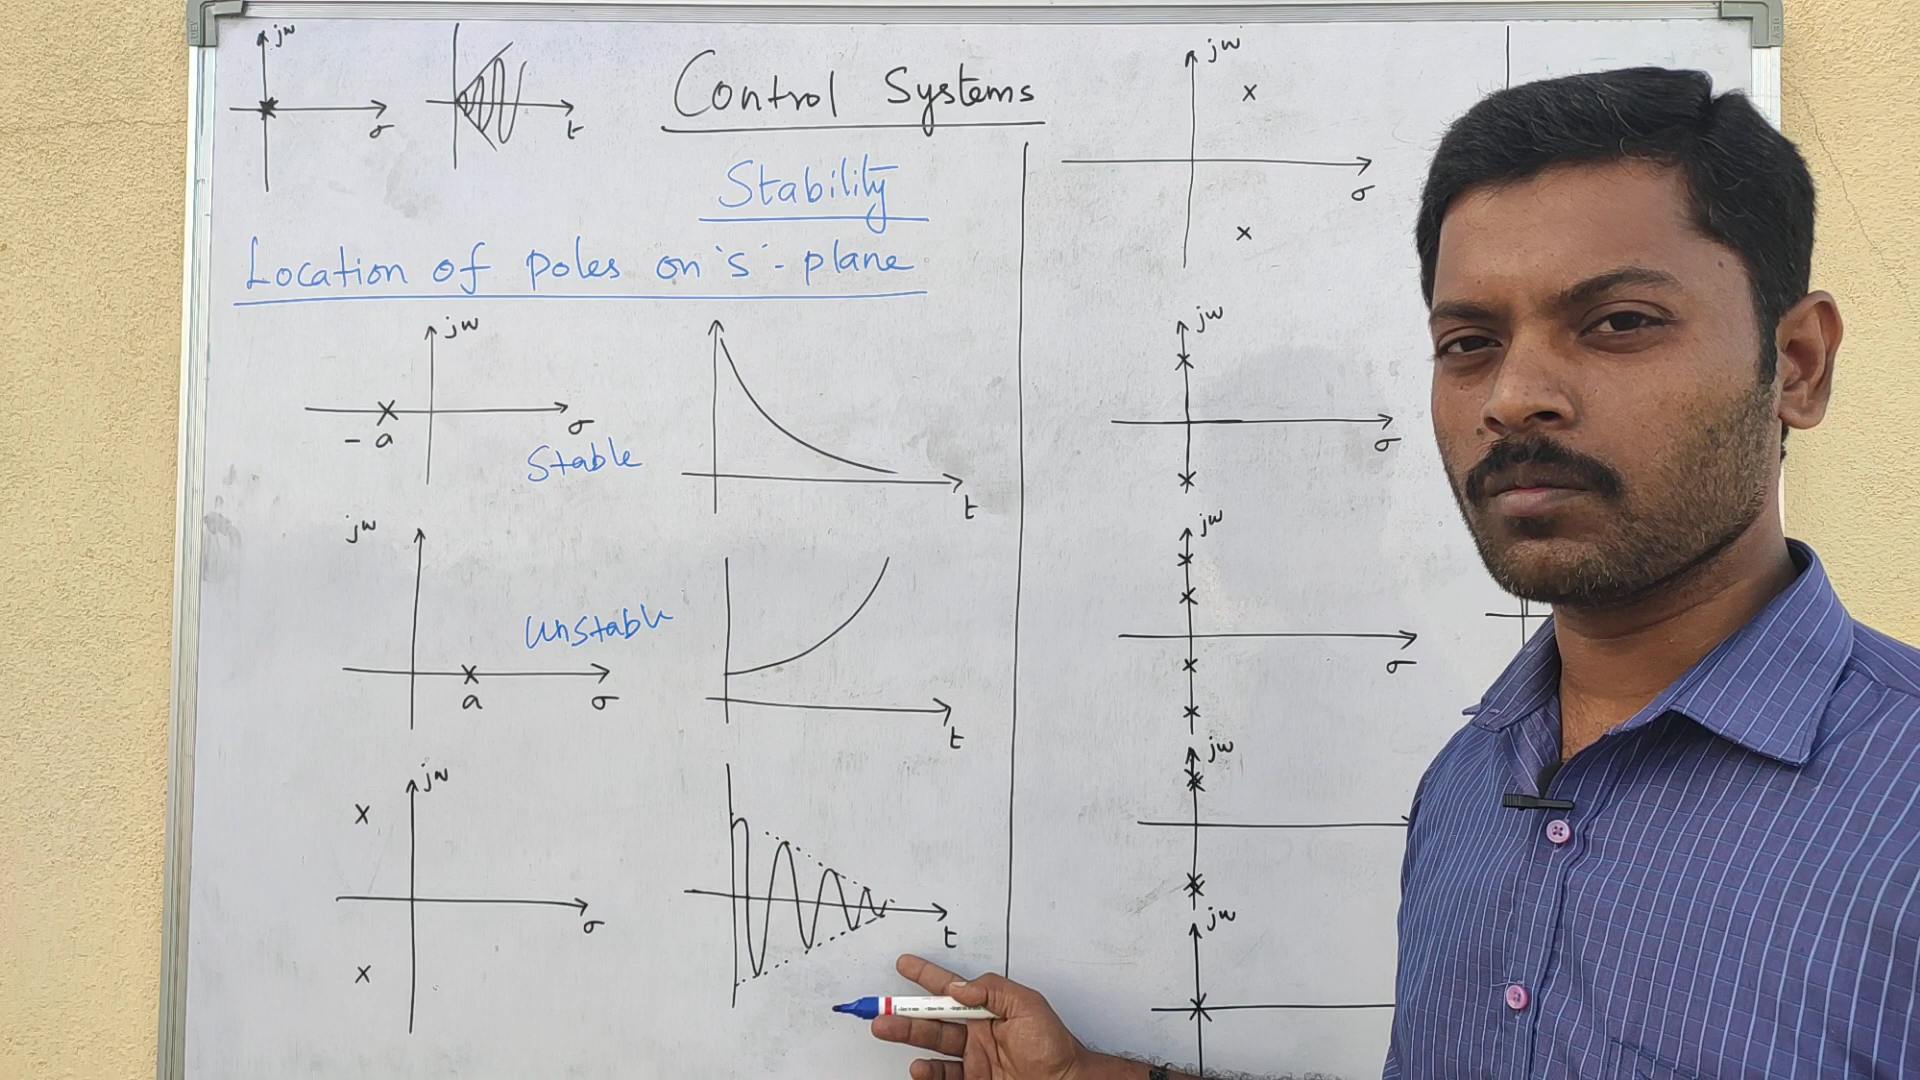 jw
σ
t
Control Systems
Stability
Location of poles on 's' - plane
jw
x
- a
σ
Stable
t
jw
Unstable
x
a
σ
t
jw
x
x
σ
t
jw
x
x
σ
jw
x
x
σ
jw
x
x
x
x
σ
jw
x
x
jw
x